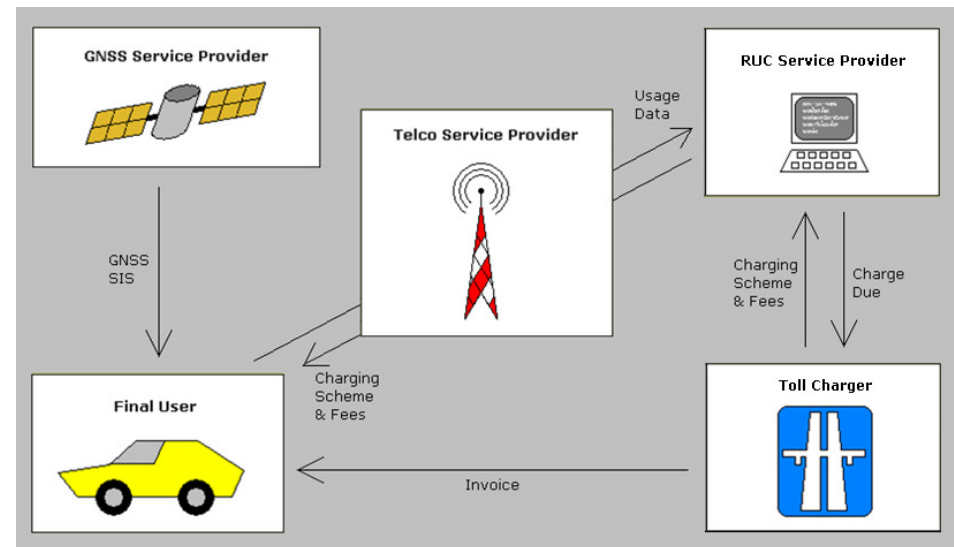 GNSS Service Provider
RUC Service Provider
Telco Service Provider
Usage
Data
GNSS
SIS
Charging
Scheme
& Fees
Charge
Due
Charging
Scheme
& Fees
Final User
Toll Charger
Invoice